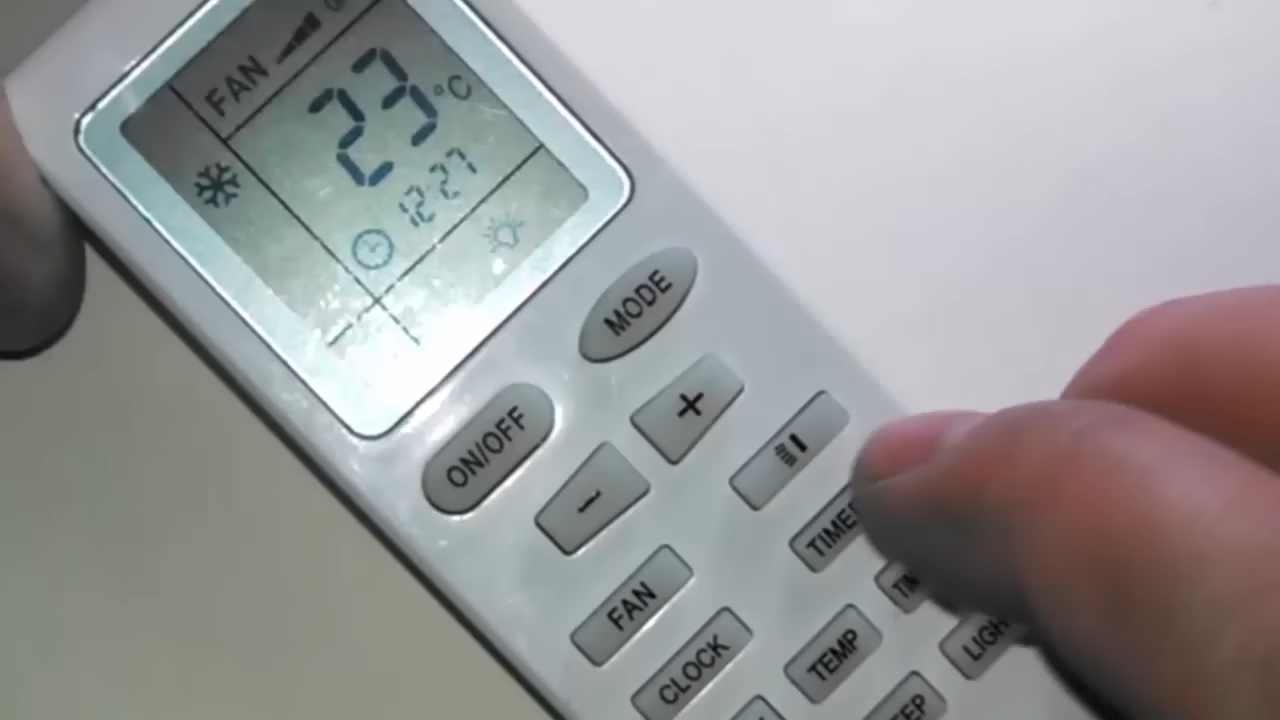 FAN
23°C
12:27
MODE
ON/OFF
+
-
FAN
TIMER
CLOCK
TEMP